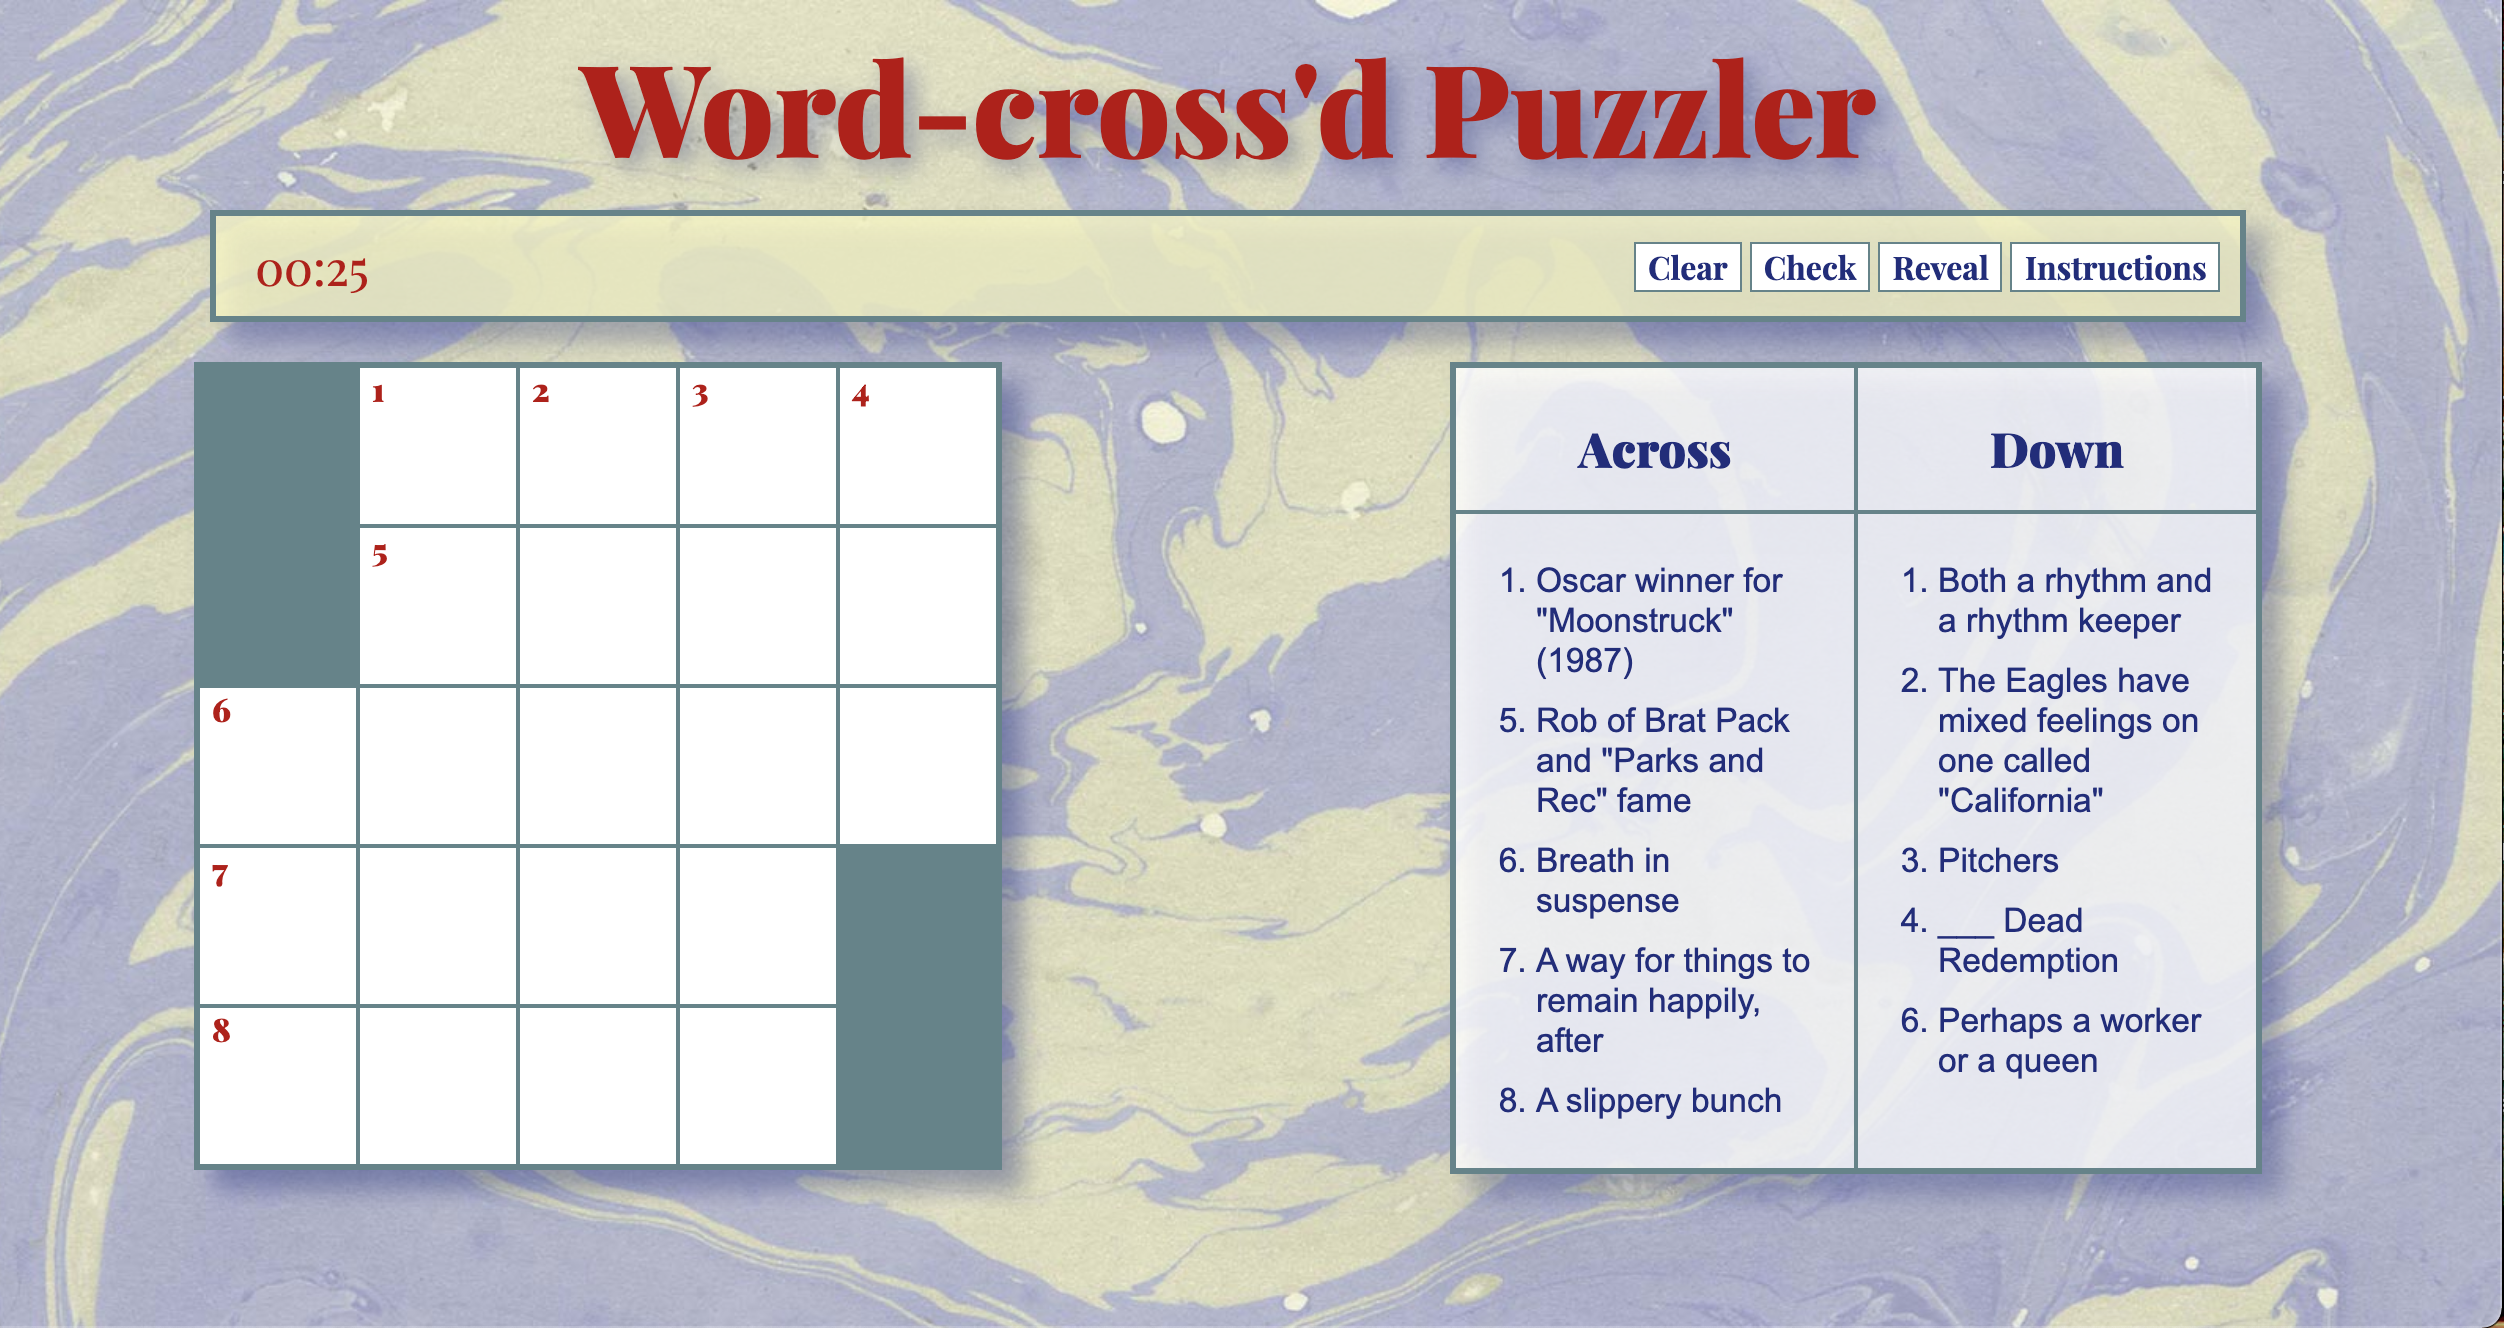 Word-cross'd Puzzler
00:25
Clear Check Reveal Instructions
1 2 3 4
5
6
7
8
Across
1. Oscar winner for
"Moonstruck"
(1987)
5. Rob of Brat Pack
and "Parks and
Rec" fame
6. Breath in
suspense
7. A way for things to
remain happily,
after
8. A slippery bunch
Down
1. Both a rhythm and
a rhythm keeper
2. The Eagles have
mixed feelings on
one called
"California"
3. Pitchers
4. ___ Dead
Redemption
6. Perhaps a worker
or a queen